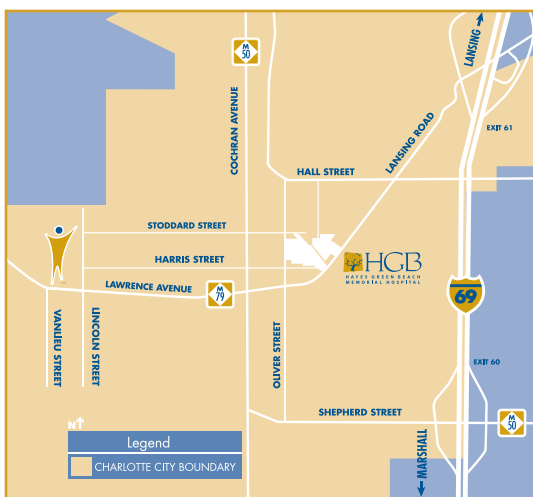 LANSING
M
50
COCHRAN AVENUE
LANSING ROAD
EXIT 61
HALL STREET
STODDARD STREET
HARRIS STREET
HGB
HAYES GREEN BEACH
MEMORIAL HOSPITAL
LAWRENCE AVENUE
M
79
69
VANLIEU STREET
LINCOLN STREET
OLIVER STREET
EXIT 60
SHEPHERD STREET
M
50
N
MARSHALL
Legend
CHARLOTTE CITY BOUNDARY